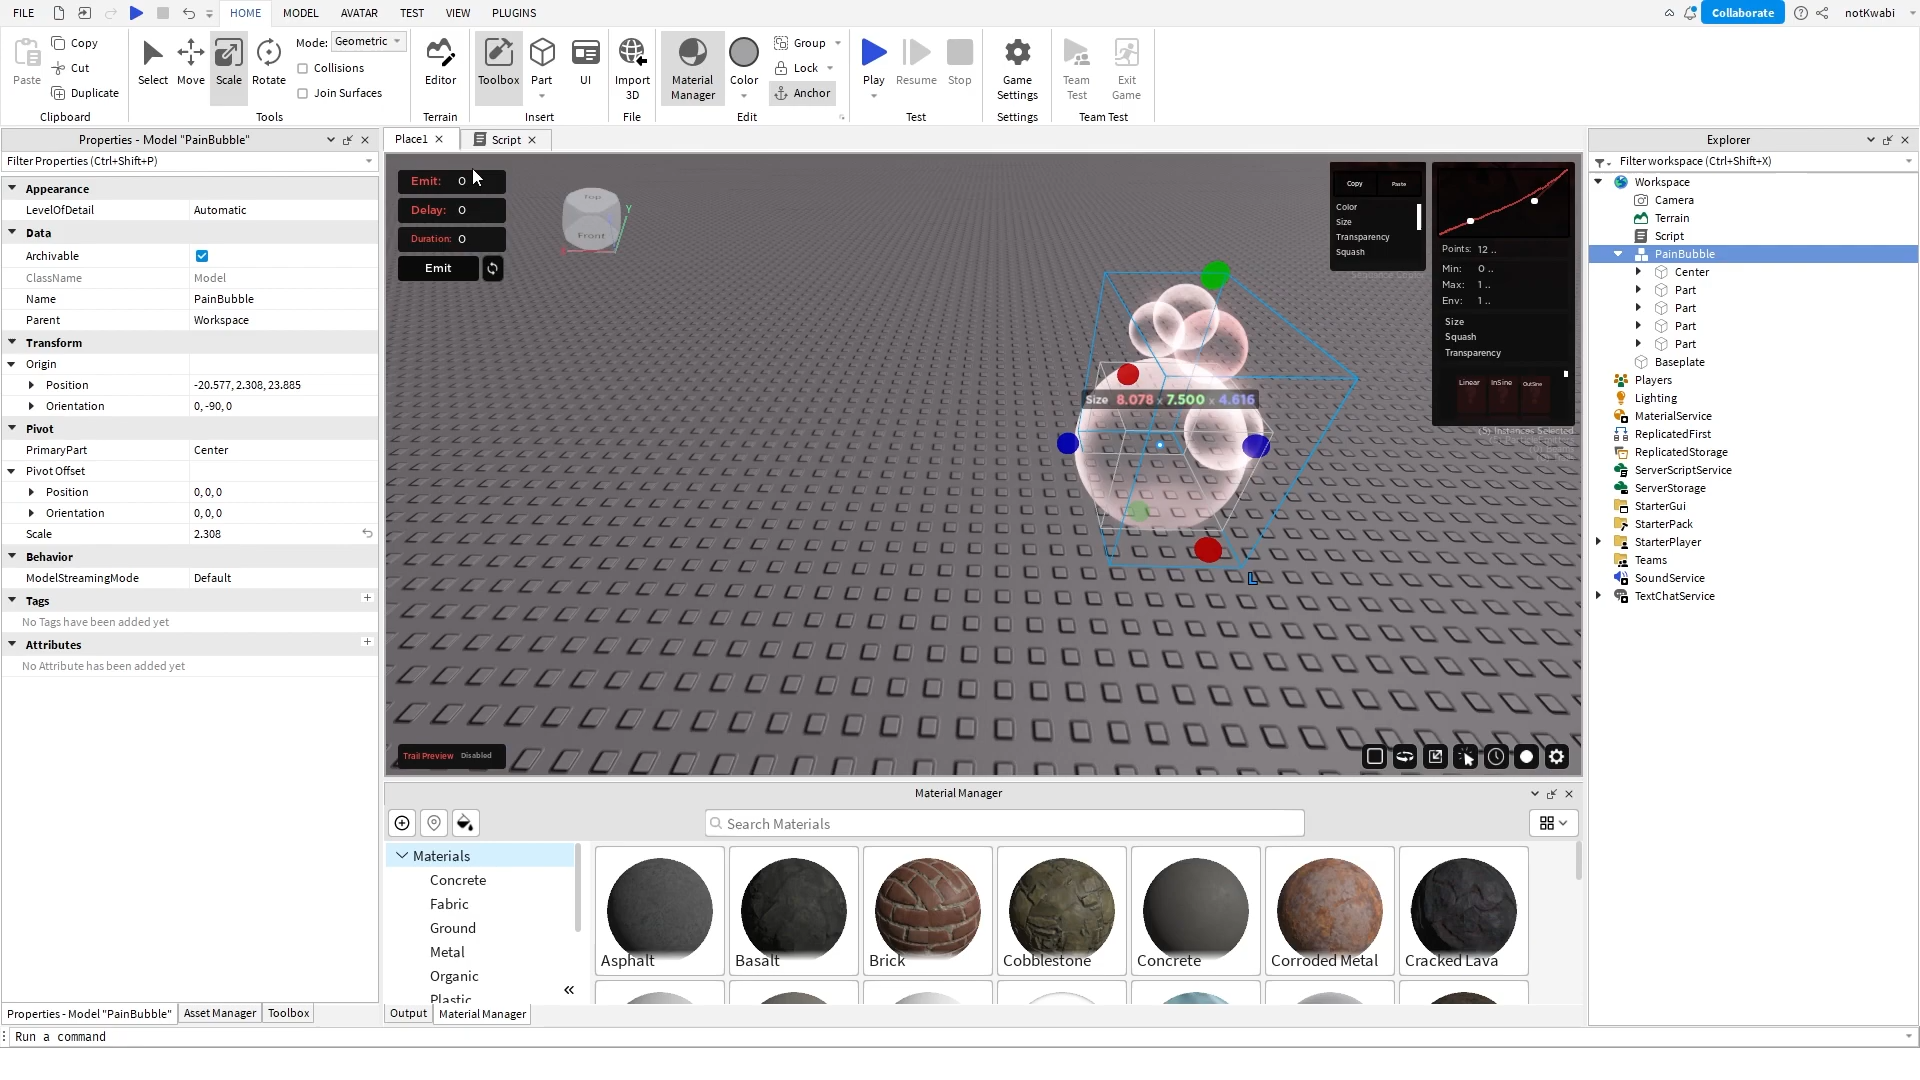 FILE HOME MODEL AVATAR TEST VIEW PLUGINS Collaborate notKwabi
Paste Copy Cut Duplicate Clipboard
Select Move Scale Rotate Mode: Geometric Collisions Join Surfaces Tools
Editor Terrain
Toolbox Part UI Insert
Import 3D File
Material Manager Color Group Lock Anchor Edit
Play Resume Stop Test
Game Settings Settings
Team Test Exit Game Team Test
Properties - Model "PainBubble"
Filter Properties (Ctrl+Shift+P)
Appearance
LevelOfDetail Automatic
Data
Archivable
ClassName Model
Name PainBubble
Parent Workspace
Transform
Origin
Position -20.577, 2.308, 23.885
Orientation 0, -90, 0
Pivot
PrimaryPart Center
Pivot Offset
Position 0, 0, 0
Orientation 0, 0, 0
Scale 2.308
Behavior
ModelStreamingMode Default
Tags
No Tags have been added yet
Attributes
No Attribute has been added yet
Properties - Model "PainBubble" Asset Manager Toolbox
Place1 Script
Emit: 0
Delay: 0
Duration: 0
Emit
Front
Y
Size 8.078 x 7.500 x 4.616
L
Copy Paste
Color
Size
Transparency
Squash
Points: 12 ..
Min: 0 ..
Max: 1 ..
Env: 1 ..
Size
Squash
Transparency
Linear InSine OutSine
(5) Instances Selected
Trail Preview Disabled
Material Manager
Search Materials
Materials
Concrete
Fabric
Ground
Metal
Organic
Plastic
Asphalt Basalt Brick Cobblestone Concrete Corroded Metal Cracked Lava
Output Material Manager
Explorer
Filter workspace (Ctrl+Shift+X)
Workspace
Camera
Terrain
Script
PainBubble
Center
Part
Part
Part
Part
Baseplate
Players
Lighting
MaterialService
ReplicatedFirst
ReplicatedStorage
ServerScriptService
ServerStorage
StarterGui
StarterPack
StarterPlayer
Teams
SoundService
TextChatService
Run a command